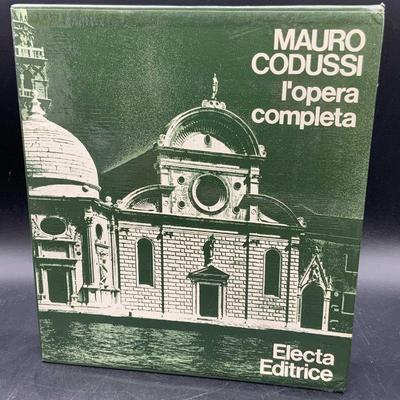 MAURO
CODUSSI
l'opera
completa
Electa
Editrice